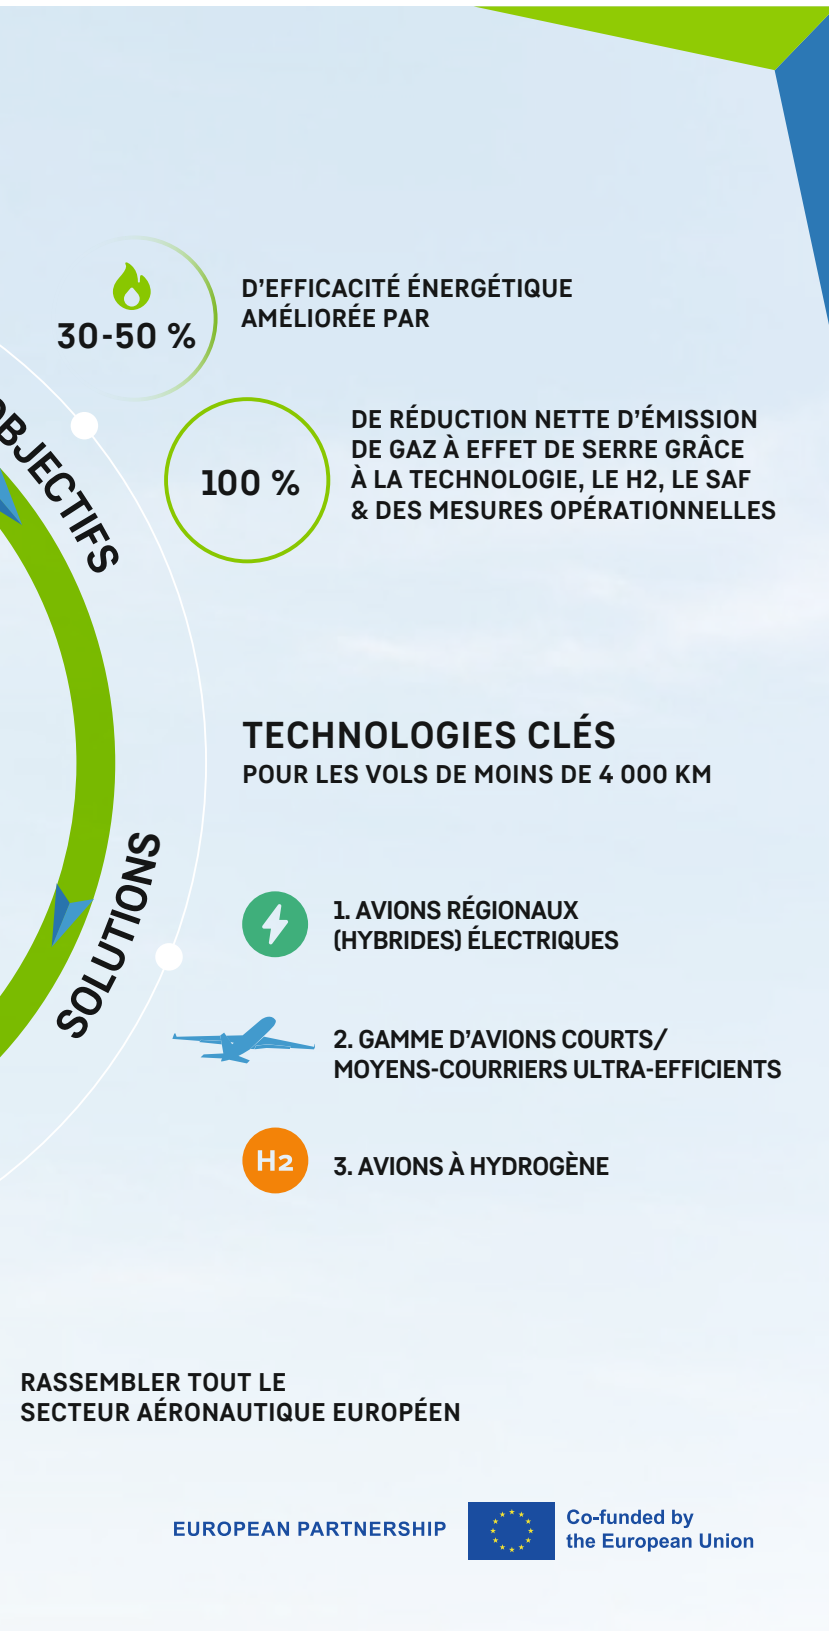 30-50 %
D'EFFICACITÉ ÉNERGÉTIQUE
AMÉLIORÉE PAR
100 %
DE RÉDUCTION NETTE D'ÉMISSION
DE GAZ À EFFET DE SERRE GRÂCE
À LA TECHNOLOGIE, LE H2, LE SAF
& DES MESURES OPÉRATIONNELLES
OBJECTIFS
TECHNOLOGIES CLÉS
POUR LES VOLS DE MOINS DE 4 000 KM
SOLUTIONS
1. AVIONS RÉGIONAUX
(HYBRIDES) ÉLECTRIQUES
2. GAMME D'AVIONS COURTS/
MOYENS-COURRIERS ULTRA-EFFICIENTS
H2
3. AVIONS À HYDROGÈNE
RASSEMBLER TOUT LE
SECTEUR AÉRONAUTIQUE EUROPÉEN
EUROPEAN PARTNERSHIP
Co-funded by
the European Union